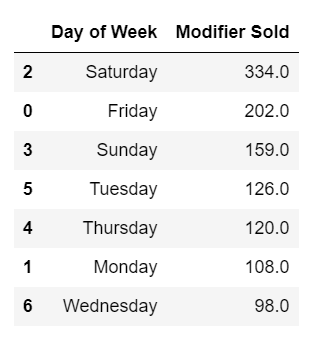 Day of Week Modifier Sold
2 Saturday 334.0
0 Friday 202.0
3 Sunday 159.0
5 Tuesday 126.0
4 Thursday 120.0
1 Monday 108.0
6 Wednesday 98.0